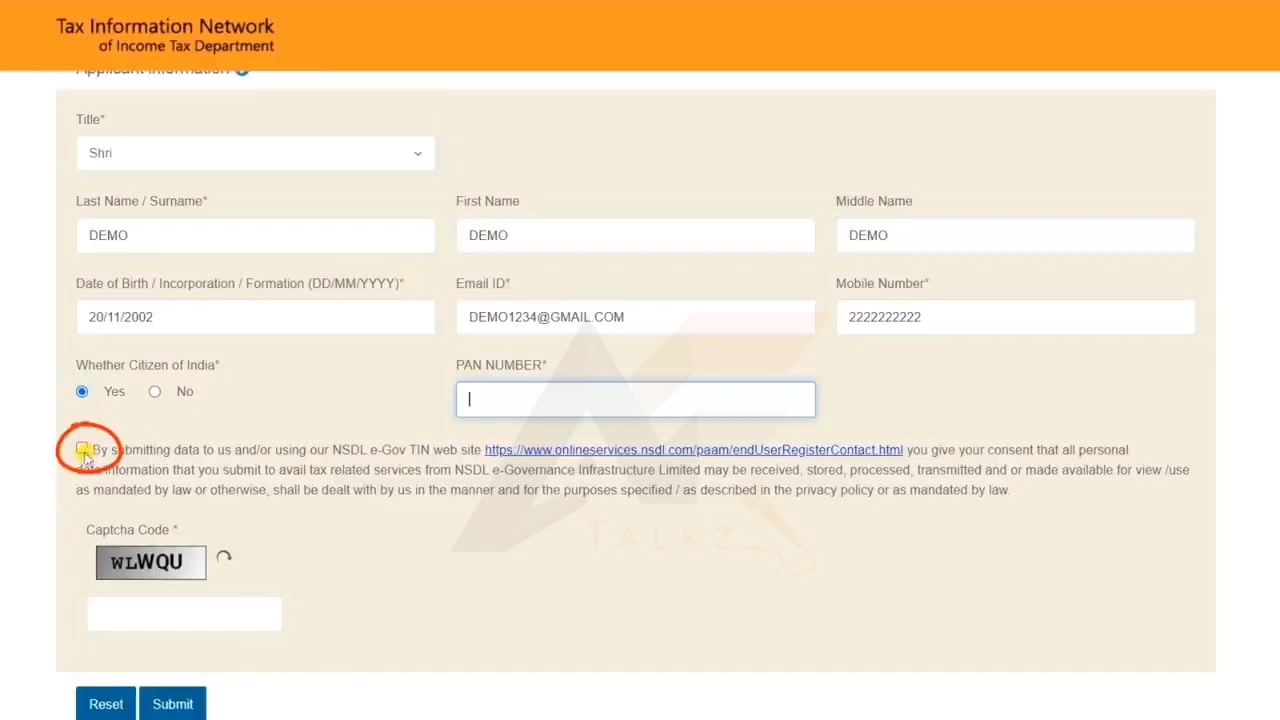 Tax Information Network
of Income Tax Department
Applicant Information
Title*
Shri
Last Name / Surname* First Name Middle Name
DEMO DEMO DEMO
Date of Birth / Incorporation / Formation (DD/MM/YYYY)* Email ID* Mobile Number*
20/11/2002 DEMO1234@GMAIL.COM 2222222222
Whether Citizen of India* PAN NUMBER*
Yes No
By submitting data to us and/or using our NSDL e-Gov TIN web site https://www.onlineservices.nsdl.com/paam/endUserRegisterContact.html you give your consent that all personal
data/information that you submit to avail tax related services from NSDL e-Governance Infrastructure Limited may be received, stored, processed, transmitted and or made available for view /use
as mandated by law or otherwise, shall be dealt with by us in the manner and for the purposes specified / as described in the privacy policy or as mandated by law.
TALKZ
Captcha Code *
WLWQU
Reset Submit